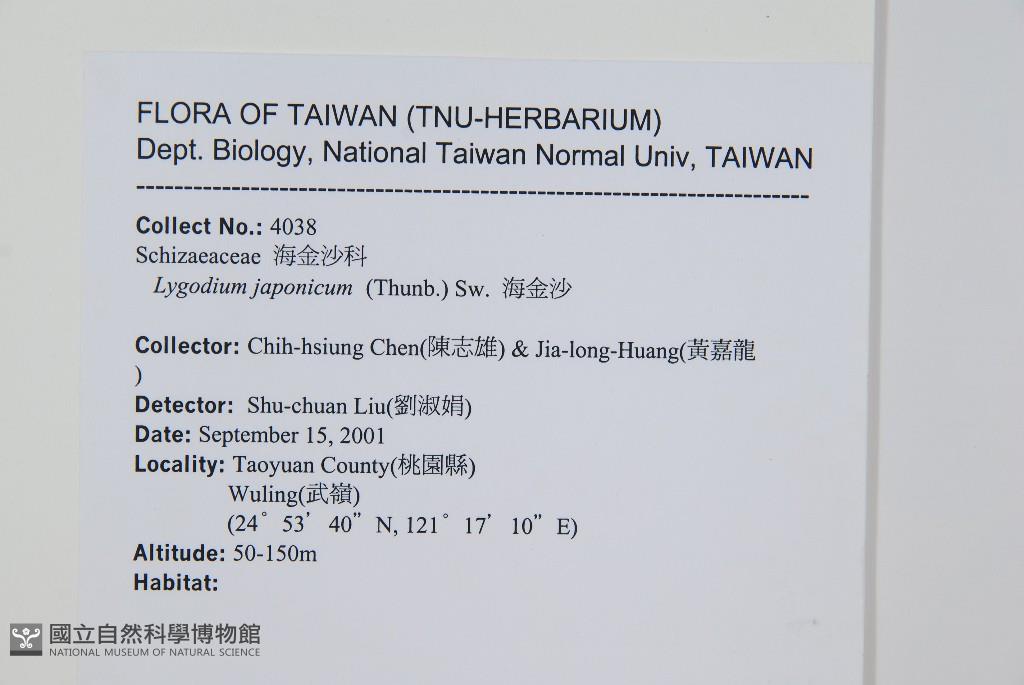 FLORA OF TAIWAN (TNU-HERBARIUM)
Dept. Biology, National Taiwan Normal Univ, TAIWAN
----------------------------------------------------------------------
Collect No.: 4038
Schizaeaceae 海金沙科
Lygodium japonicum (Thunb.) Sw. 海金沙
Collector: Chih-hsiung Chen(陳志雄) & Jia-long-Huang(黃嘉龍
)
Detector: Shu-chuan Liu(劉淑娟)
Date: September 15, 2001
Locality: Taoyuan County(桃園縣)
Wuling(武嶺)
(24° 53’ 40” N, 121° 17’ 10” E)
Altitude: 50-150m
Habitat:
國立自然科學博物館
NATIONAL MUSEUM OF NATURAL SCIENCE